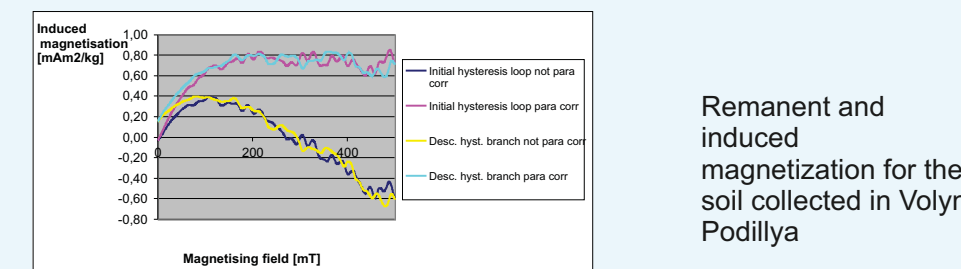 Induced
magnetisation
[mAm2/kg]
1,00
0,80
0,60
0,40
0,20
0,00
-0,20
-0,40
-0,60
-0,80
0
200
400
Magnetising field [mT]
Initial hysteresis loop not para
corr
Initial hysteresis loop para corr
Desc. hyst. branch not para corr
Desc. hyst. branch para corr
Remanent and
induced
magnetization for the
soil collected in Volyn
Podillya